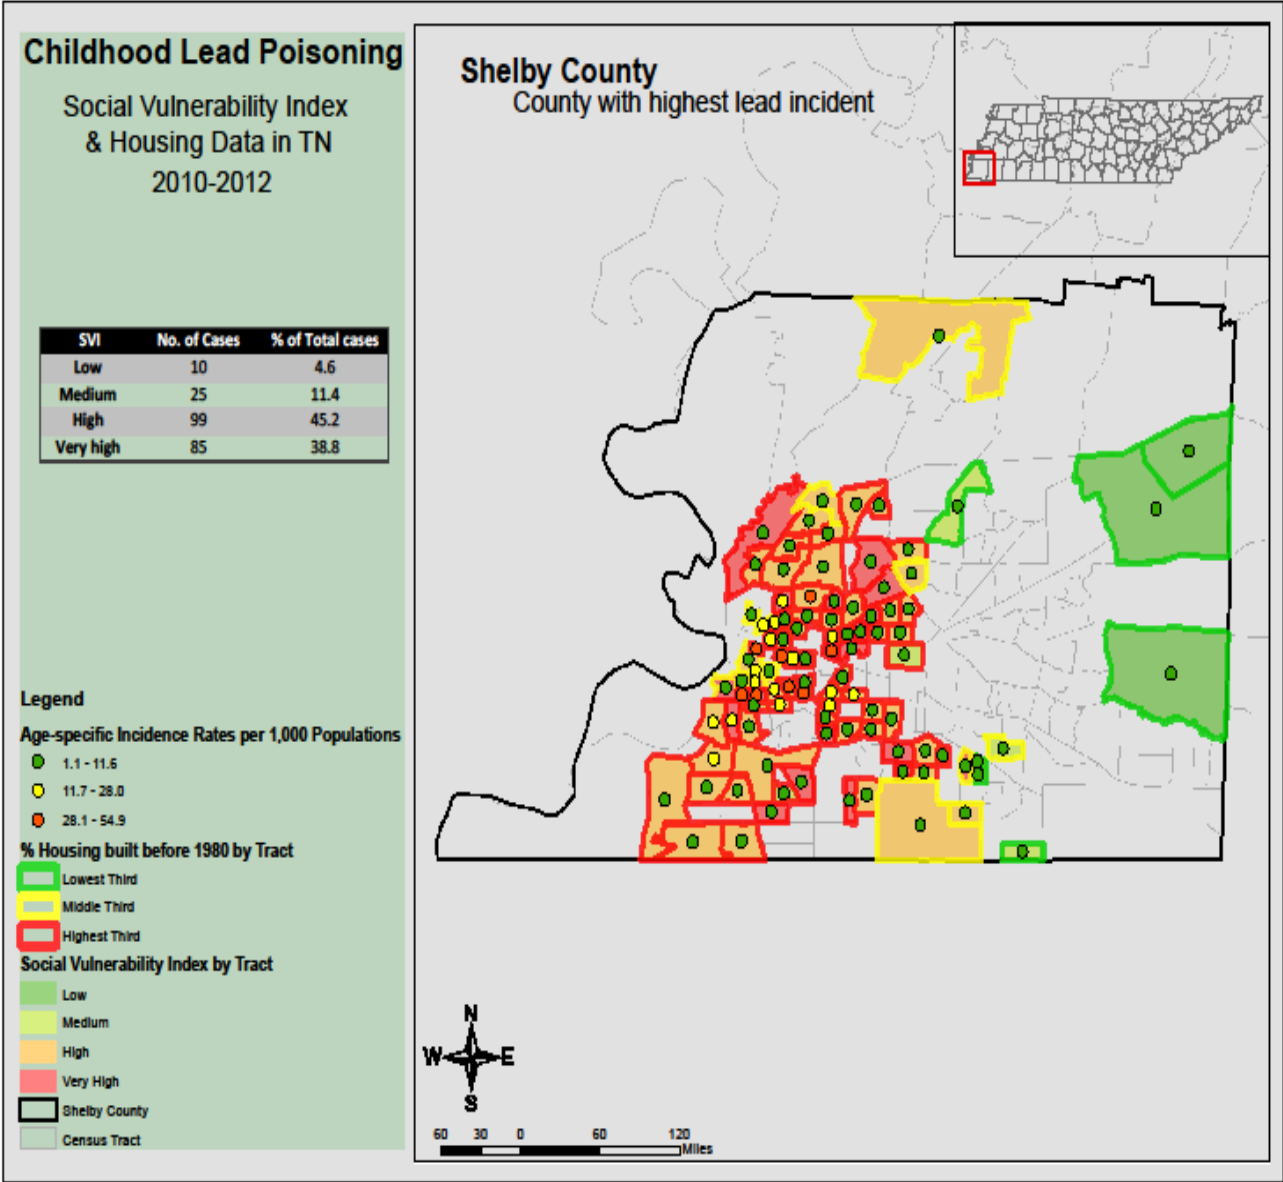 Childhood Lead Poisoning
Social Vulnerability Index
& Housing Data in TN
2010-2012
SVI No. of Cases % of Total cases
Low 10 4.6
Medium 25 11.4
High 99 45.2
Very high 85 38.8
Legend
Age-specific Incidence Rates per 1,000 Populations
1.1 - 11.6
11.7 - 28.0
28.1 - 54.9
% Housing built before 1980 by Tract
Lowest Third
Middle Third
Highest Third
Social Vulnerability Index by Tract
Low
Medium
High
Very High
Shelby County
Census Tract
Shelby County
County with highest lead incident
N
W E
S
60 30 0 60 120
Miles